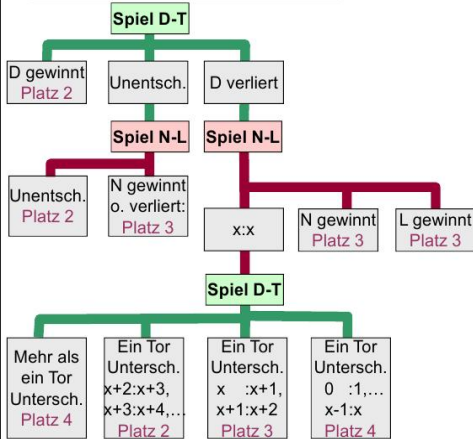 Spiel D-T
D gewinnt
Platz 2
Unentsch.
D verliert
Spiel N-L
Spiel N-L
Unentsch.
Platz 2
N gewinnt
o. verliert:
Platz 3
x:x
N gewinnt
Platz 3
L gewinnt
Platz 3
Spiel D-T
Mehr als
ein Tor
Untersch.
Platz 4
Ein Tor
Untersch.
x+2:x+3,
x+3:x+4,...
Platz 2
Ein Tor
Untersch.
x :x+1,
x+1:x+2
Platz 3
Ein Tor
Untersch.
0 :1,...
x-1:x
Platz 4